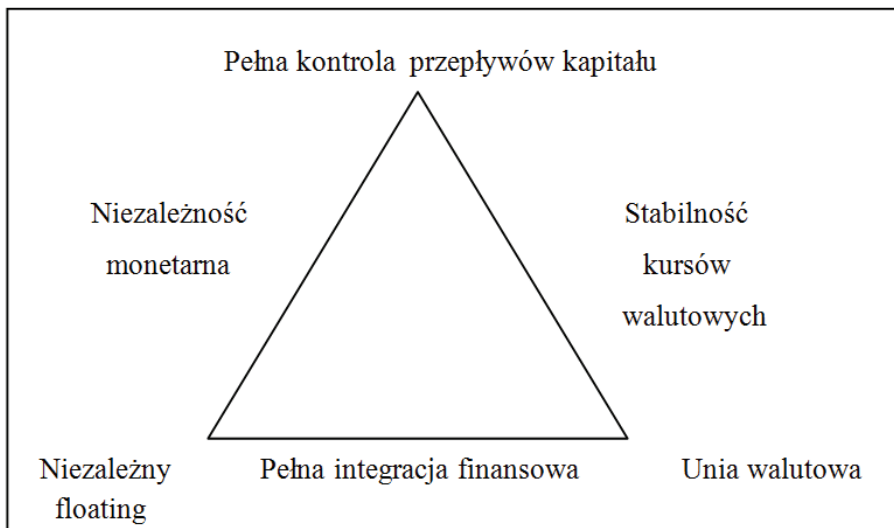 Pełna kontrola przepływów kapitału
Niezależność
monetarna
Stabilność
kursów
walutowych
Niezależny
floating
Pełna integracja finansowa
Unia walutowa